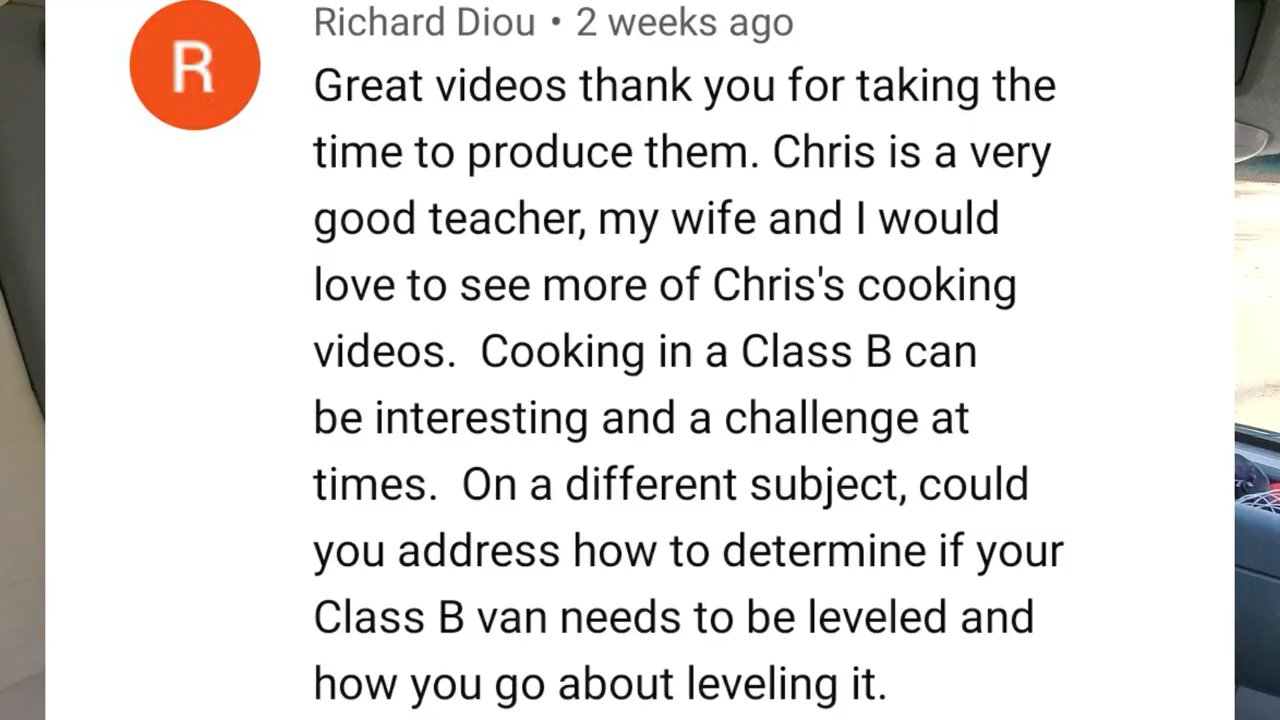 R
Richard Diou • 2 weeks ago
Great videos thank you for taking the
time to produce them. Chris is a very
good teacher, my wife and I would
love to see more of Chris's cooking
videos.  Cooking in a Class B can
be interesting and a challenge at
times.  On a different subject, could
you address how to determine if your
Class B van needs to be leveled and
how you go about leveling it.